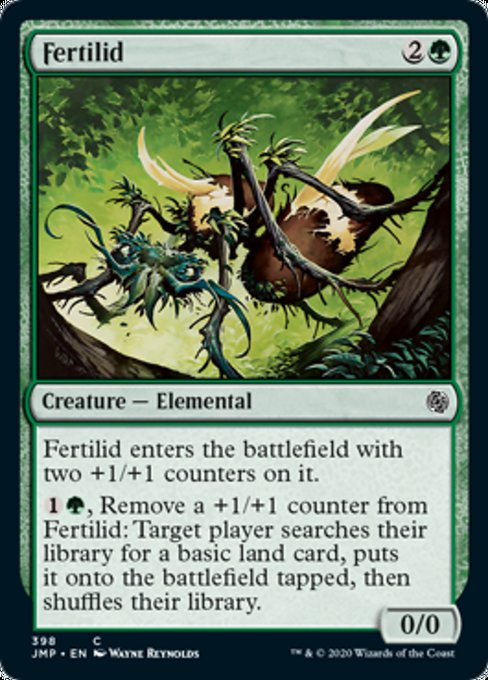 Fertilid 2
Creature — Elemental
Fertilid enters the battlefield with
two +1/+1 counters on it.
1, Remove a +1/+1 counter from
Fertilid: Target player searches their
library for a basic land card, puts
it onto the battlefield tapped, then
shuffles their library.
0/0
398 C
JMP • EN Wayne Reynolds ™ & © 2020 Wizards of the Coast